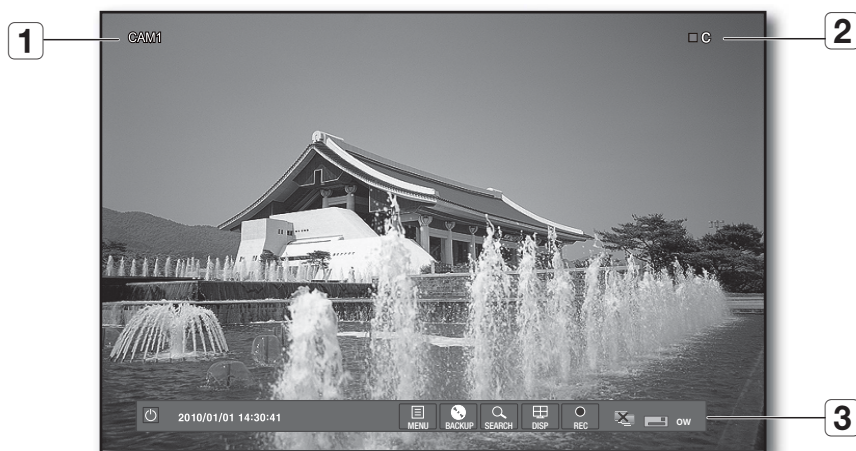 1
CAM1
C
2
2010/01/01 14:30:41
MENU
BACKUP
SEARCH
DISP
REC
OW
3